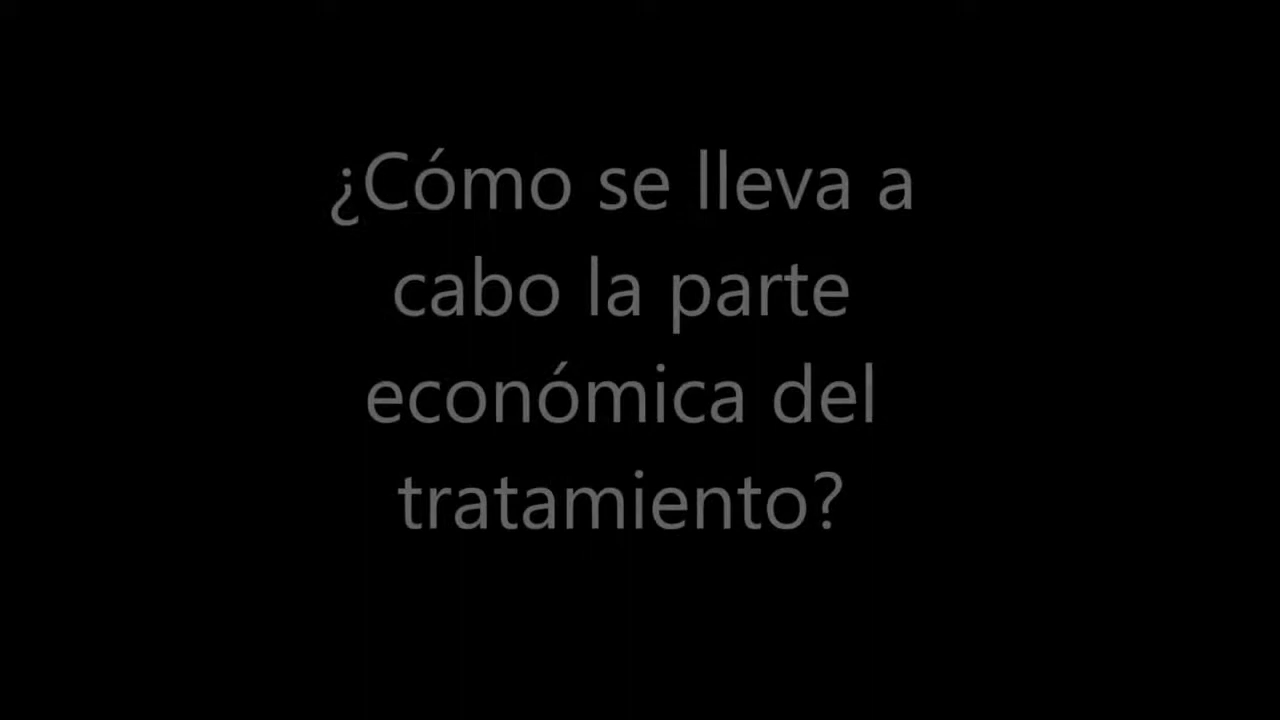 ¿Cómo se lleva a
cabo la parte
económica del
tratamiento?